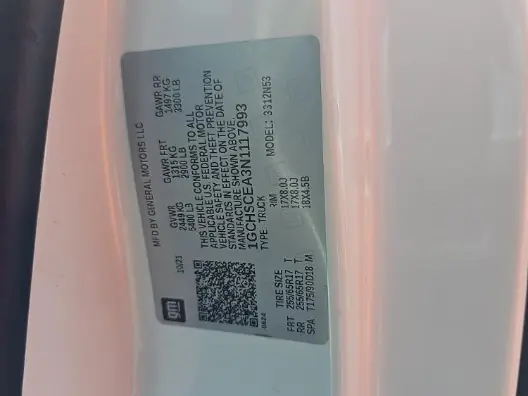 gm
MFD BY GENERAL MOTORS LLC
10/21
GVWR GAWR FRT GAWR RR
2449 KG 1315 KG 1497 KG
5400 LB 2900 LB 3300 LB
THIS VEHICLE CONFORMS TO ALL
APPLICABLE U.S. FEDERAL MOTOR
VEHICLE SAFETY AND THEFT PREVENTION
STANDARDS IN EFFECT ON THE DATE OF
MANUFACTURE SHOWN ABOVE.
1GCHSCEA3N1117993
TYPE: TRUCK MODEL: 3312N53
TIRE SIZE RIM
FRT 255/65R17 T 17X8.0J
RR 255/65R17 T 17X8.0J
SPA T175/90D18 M 18X4.5B